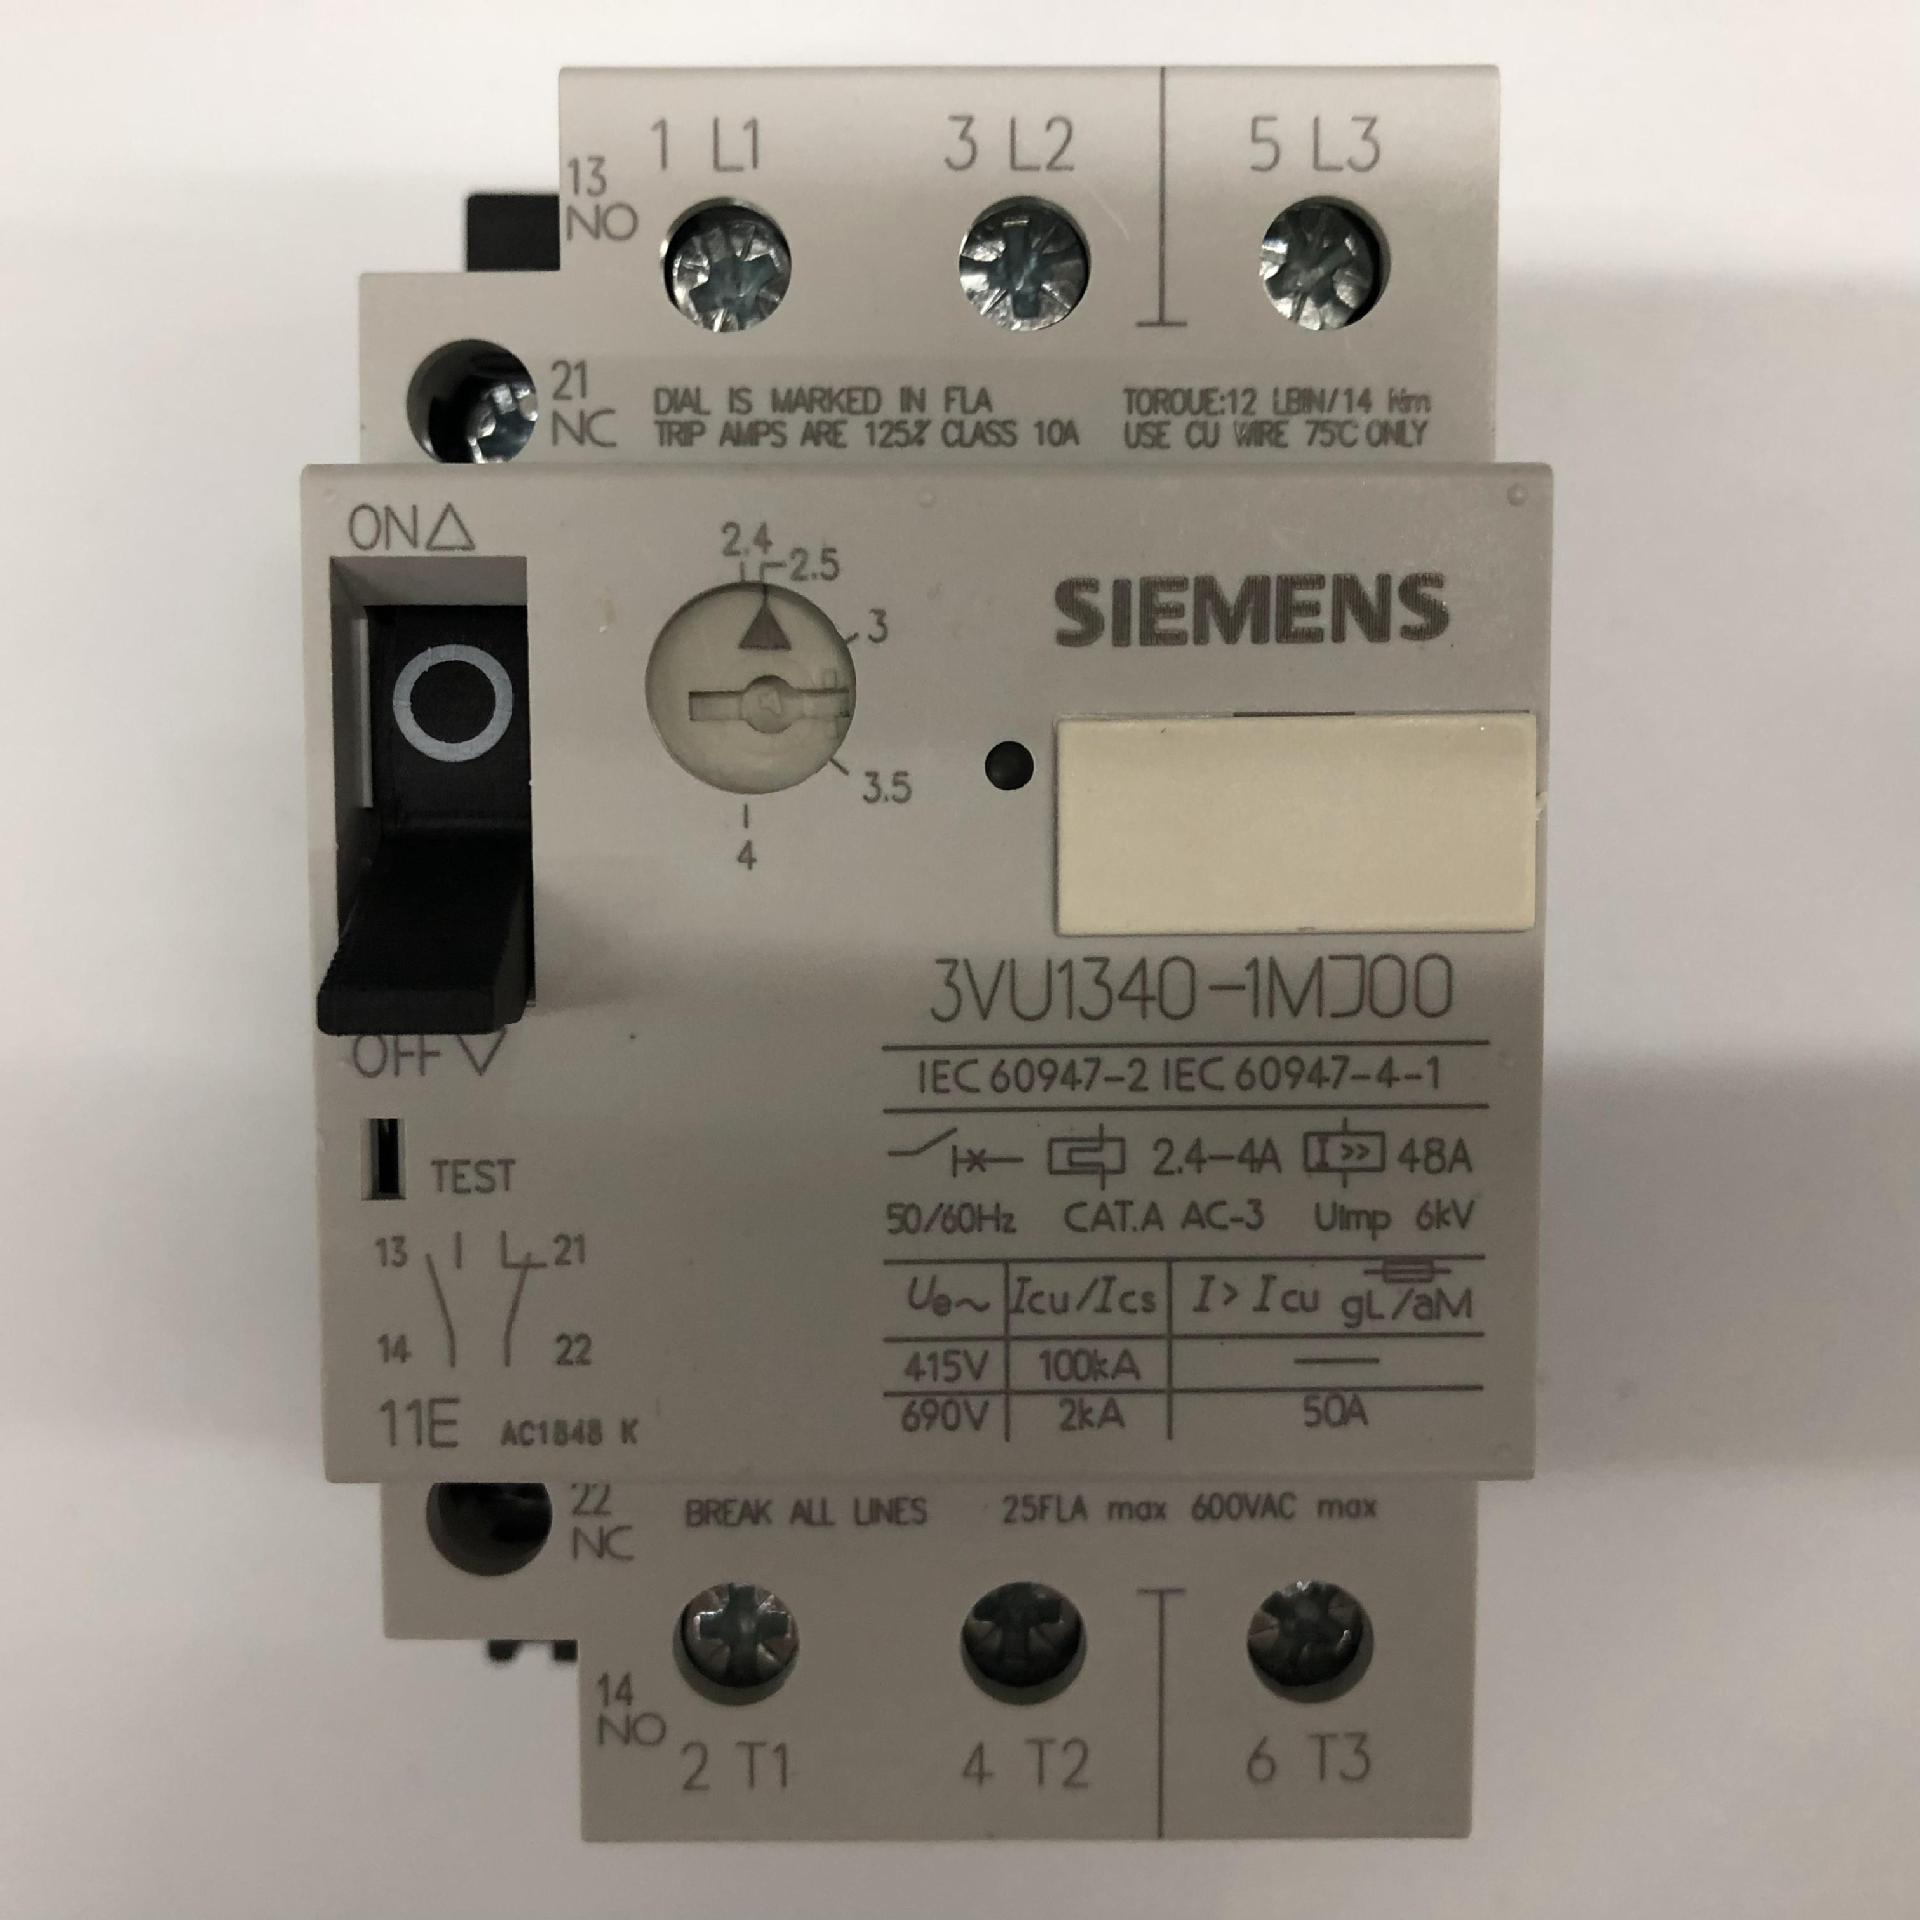 1 L1 3 L2 5 L3
13
NO
21
NC
DIAL IS MARKED IN FLA
TRIP AMPS ARE 125% CLASS 10A
TORQUE:12 LBIN/14 Nm
USE CU WIRE 75°C ONLY
ON △
2.4
2.5
3
3.5
4
SIEMENS
3VU1340-1MJ00
OFF ▽
IEC 60947-2 IEC 60947-4-1
2.4-4A I>> 48A
50/60Hz CAT.A AC-3 Uimp 6kV
Ue~ Icu/Ics I> Icu gL/aM
415V 100kA —
690V 2kA 50A
TEST
13 21
14 22
11E AC1848 K
22
NC
BREAK ALL LINES 25FLA max 600VAC max
14
NO
2 T1 4 T2 6 T3